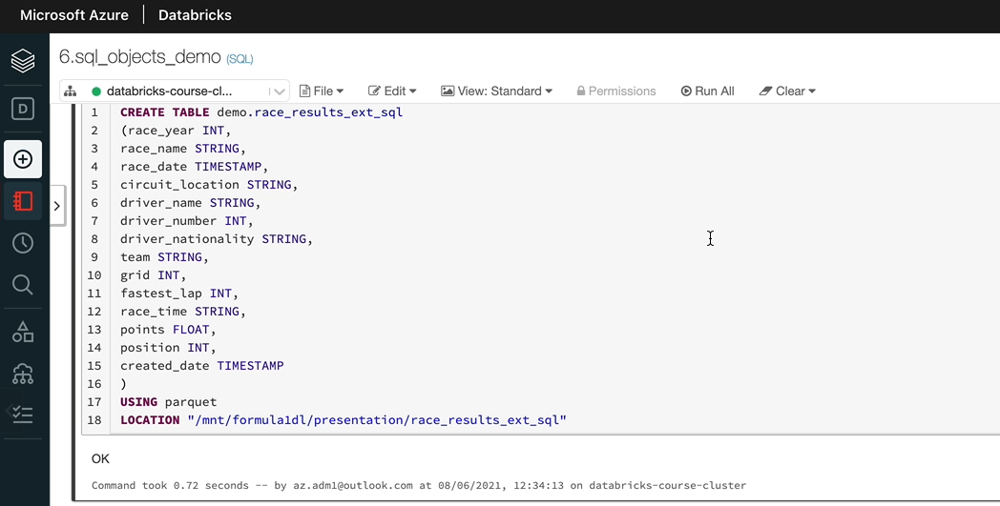 Microsoft Azure | Databricks
6.sql_objects_demo (SQL)
databricks-course-cl... File Edit View: Standard Permissions Run All Clear
D
1 CREATE TABLE demo.race_results_ext_sql
2 (race_year INT,
3 race_name STRING,
4 race_date TIMESTAMP,
5 circuit_location STRING,
6 driver_name STRING,
7 driver_number INT,
8 driver_nationality STRING,
9 team STRING,
10 grid INT,
11 fastest_lap INT,
12 race_time STRING,
13 points FLOAT,
14 position INT,
15 created_date TIMESTAMP
16 )
17 USING parquet
18 LOCATION "/mnt/formula1dl/presentation/race_results_ext_sql"
OK
Command took 0.72 seconds -- by az.adm1@outlook.com at 08/06/2021, 12:34:13 on databricks-course-cluster